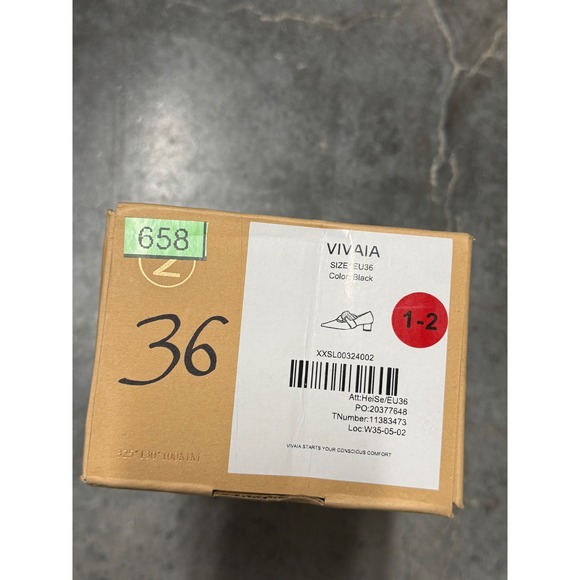 658
2
36
VIVAIA
SIZE: EU36
Color: Black
1-2
XXSL00324002
Att:HeiSe/EU36
PO:20377648
TNumber:11383473
Loc:W35-05-02
VIVAIA STARTS YOUR CONSCIOUS COMFORT